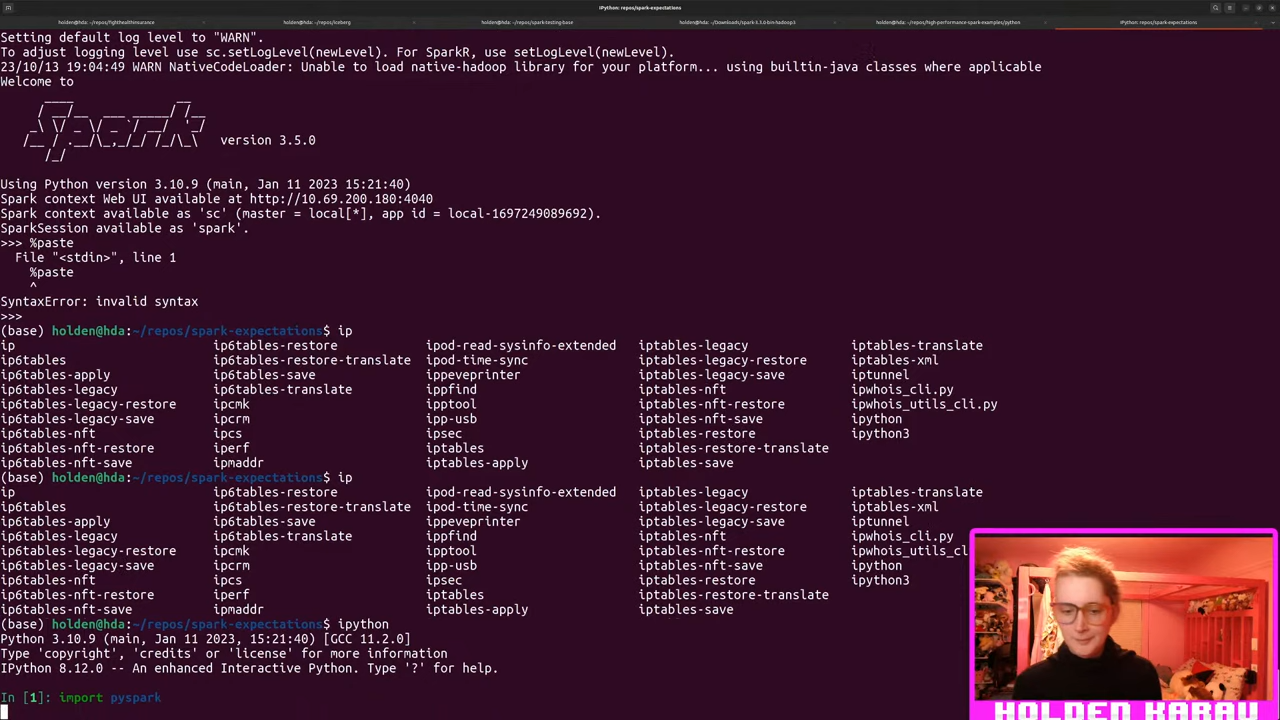 iPython: repos/spark-expectations
holden@hda: ~/repos/fighthealthinsurance holden@hda: ~/repos/iceberg holden@hda: ~/repos/spark-testing-base holden@hda: ~/Downloads/spark-3.3.0-bin-hadoop3 holden@hda: ~/repos/high-performance-spark-examples/python iPython: repos/spark-expectations
Setting default log level to "WARN".
To adjust logging level use sc.setLogLevel(newLevel). For SparkR, use setLogLevel(newLevel).
23/10/13 19:04:49 WARN NativeCodeLoader: Unable to load native-hadoop library for your platform... using builtin-java classes where applicable
Welcome to
      ____              __
     / __/__  ___ _____/ /__
    _\ \/ _ \/ _ `/ __/  '_/
   /__ / .__/\_,_/_/ /_/\_\   version 3.5.0
      /_/
Using Python version 3.10.9 (main, Jan 11 2023 15:21:40)
Spark context Web UI available at http://10.69.200.180:4040
Spark context available as 'sc' (master = local[*], app id = local-1697249089692).
SparkSession available as 'spark'.
>>> %paste
  File "<stdin>", line 1
    %paste
    ^
SyntaxError: invalid syntax
>>>
(base) holden@hda:~/repos/spark-expectations$ ip
ip ip6tables-restore ipod-read-sysinfo-extended iptables-legacy iptables-translate
ip6tables ip6tables-restore-translate ipod-time-sync iptables-legacy-restore iptables-xml
ip6tables-apply ip6tables-save ippeveprinter iptables-legacy-save iptunnel
ip6tables-legacy ip6tables-translate ippfind iptables-nft ipwhois_cli.py
ip6tables-legacy-restore ipcmk ipptool iptables-nft-restore ipwhois_utils_cli.py
ip6tables-legacy-save ipcrm ipp-usb iptables-nft-save ipython
ip6tables-nft ipcs ipsec iptables-restore ipython3
ip6tables-nft-restore iperf iptables iptables-restore-translate
ip6tables-nft-save ipmaddr iptables-apply iptables-save
(base) holden@hda:~/repos/spark-expectations$ ip
ip ip6tables-restore ipod-read-sysinfo-extended iptables-legacy iptables-translate
ip6tables ip6tables-restore-translate ipod-time-sync iptables-legacy-restore iptables-xml
ip6tables-apply ip6tables-save ippeveprinter iptables-legacy-save iptunnel
ip6tables-legacy ip6tables-translate ippfind iptables-nft ipwhois_cli.py
ip6tables-legacy-restore ipcmk ipptool iptables-nft-restore ipwhois_utils_cl
ip6tables-legacy-save ipcrm ipp-usb iptables-nft-save ipython
ip6tables-nft ipcs ipsec iptables-restore ipython3
ip6tables-nft-restore iperf iptables iptables-restore-translate
ip6tables-nft-save ipmaddr iptables-apply iptables-save
(base) holden@hda:~/repos/spark-expectations$ ipython
Python 3.10.9 (main, Jan 11 2023, 15:21:40) [GCC 11.2.0]
Type 'copyright', 'credits' or 'license' for more information
IPython 8.12.0 -- An enhanced Interactive Python. Type '?' for help.
In [1]: import pyspark
HOLDEN KARAU